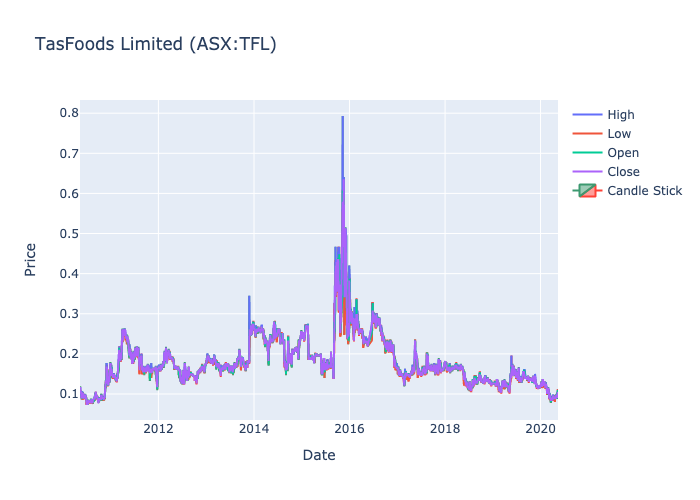 TasFoods Limited (ASX:TFL)
0.8
0.7
0.6
0.5
0.4
0.3
0.2
0.1
Price
2012
2014
2016
2018
2020
Date
High
Low
Open
Close
Candle Stick